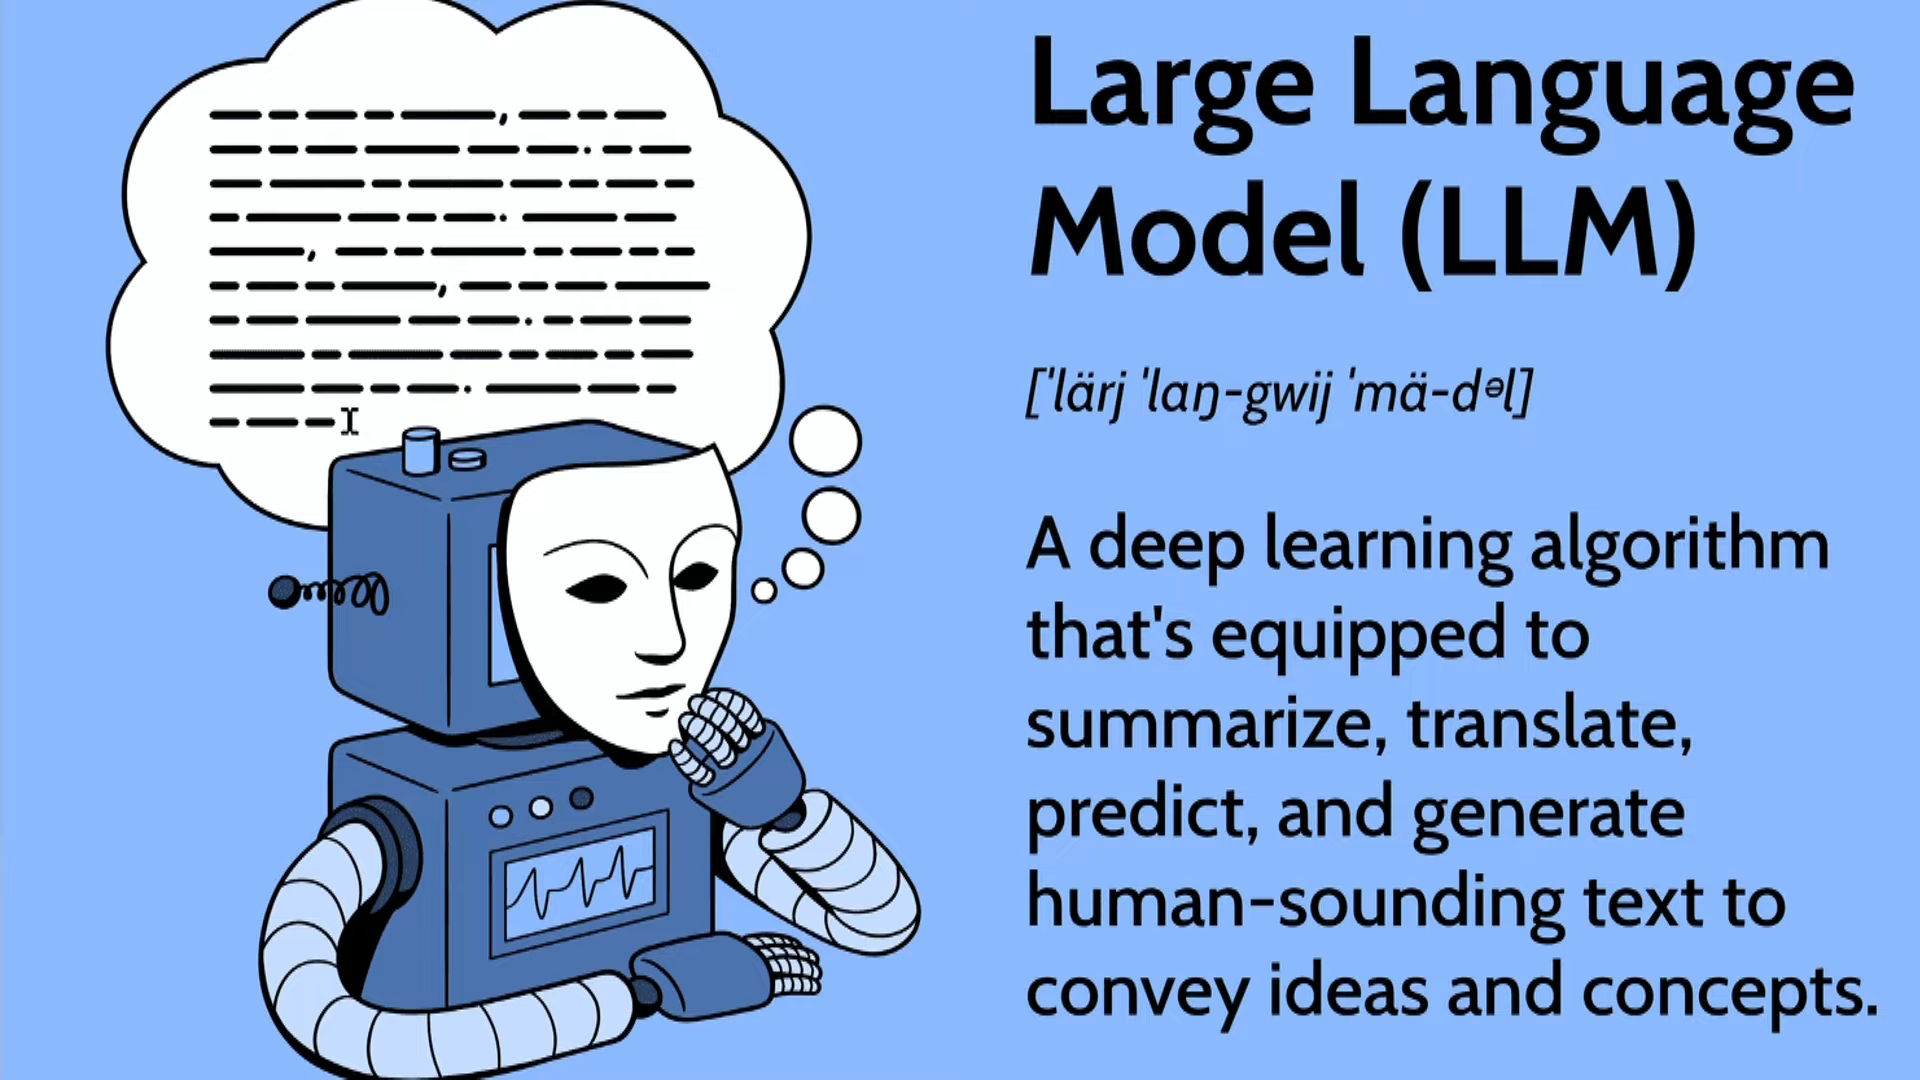 Large Language
Model (LLM)
['lärj 'laŋ-gwij 'mä-dᵊl]
A deep learning algorithm
that's equipped to
summarize, translate,
predict, and generate
human-sounding text to
convey ideas and concepts.